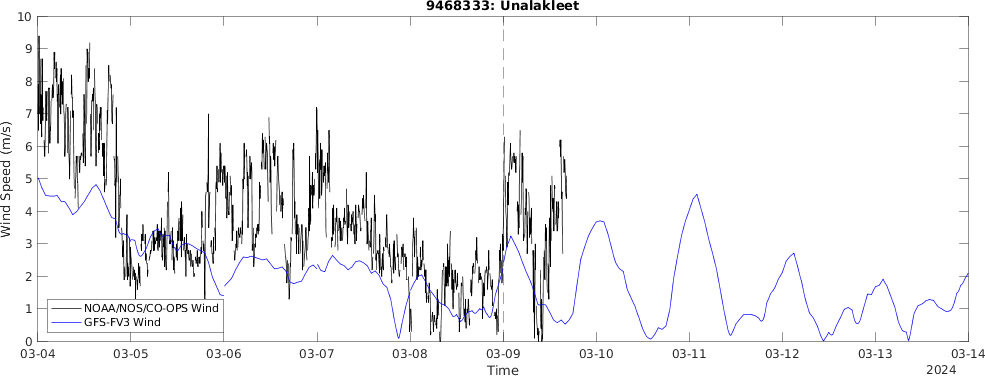 9468333: Unalakleet
10
9
8
7
6
5
4
3
2
1
0
Wind Speed (m/s)
NOAA/NOS/CO-OPS Wind
GFS-FV3 Wind
03-04 03-05 03-06 03-07 03-08 03-09 03-10 03-11 03-12 03-13 03-14
Time
2024